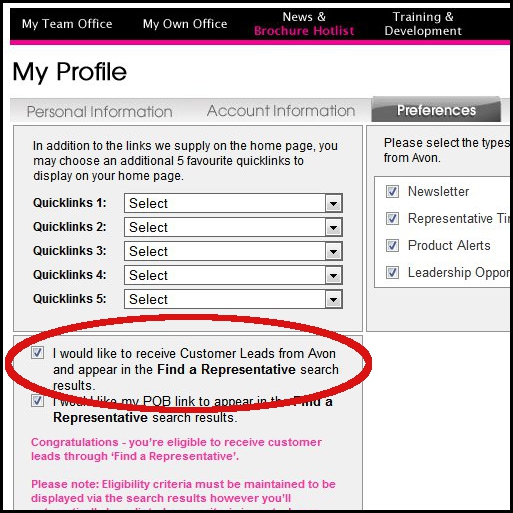 My Team Office
My Own Office
News &
Brochure Hotlist
Training &
Development
My Profile
Personal Information
Account Information
Preferences
In addition to the links we supply on the home page, you
may choose an additional 5 favourite quicklinks to
display on your home page.
Quicklinks 1: Select
Quicklinks 2: Select
Quicklinks 3: Select
Quicklinks 4: Select
Quicklinks 5: Select
Please select the types
from Avon.
Newsletter
Representative Ti
Product Alerts
Leadership Oppor
I would like to receive Customer Leads from Avon
and appear in the Find a Representative search
results.
I would like my POB link to appear in the Find a
Representative search results.
Congratulations - you're eligible to receive customer
leads through 'Find a Representative'.
Please note: Eligibility criteria must be maintained to be
displayed via the search results however you'll